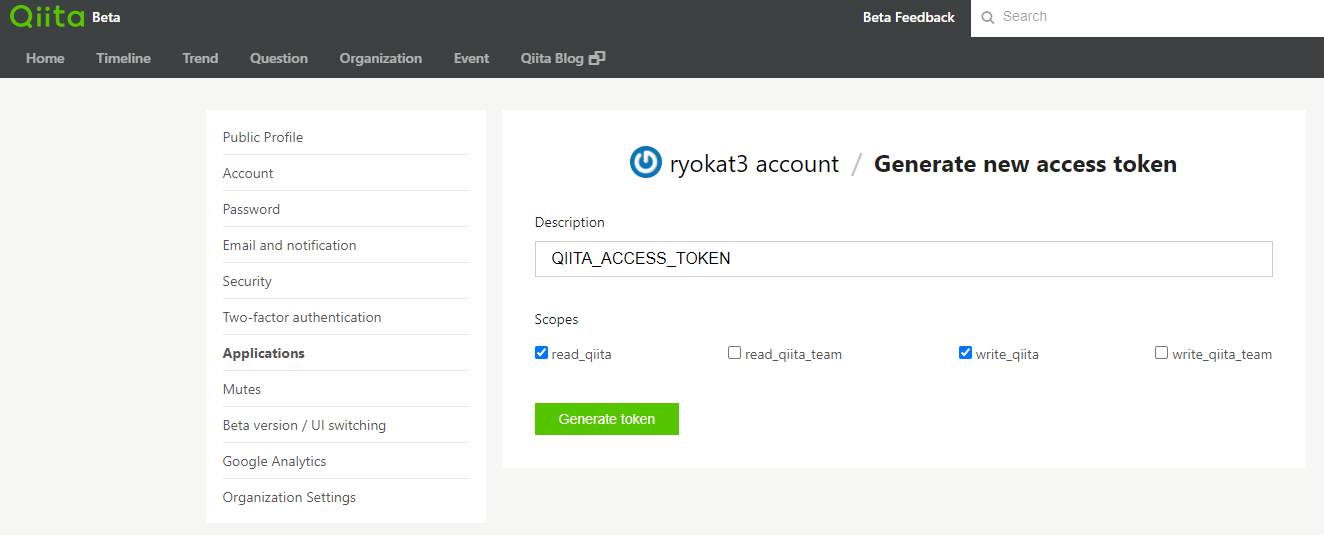 Qiita Beta
Beta Feedback
Search
Home Timeline Trend Question Organization Event Qiita Blog
Public Profile
Account
Password
Email and notification
Security
Two-factor authentication
Applications
Mutes
Beta version / UI switching
Google Analytics
Organization Settings
ryokat3 account / Generate new access token
Description
QIITA_ACCESS_TOKEN
Scopes
read_qiita read_qiita_team write_qiita write_qiita_team
Generate token